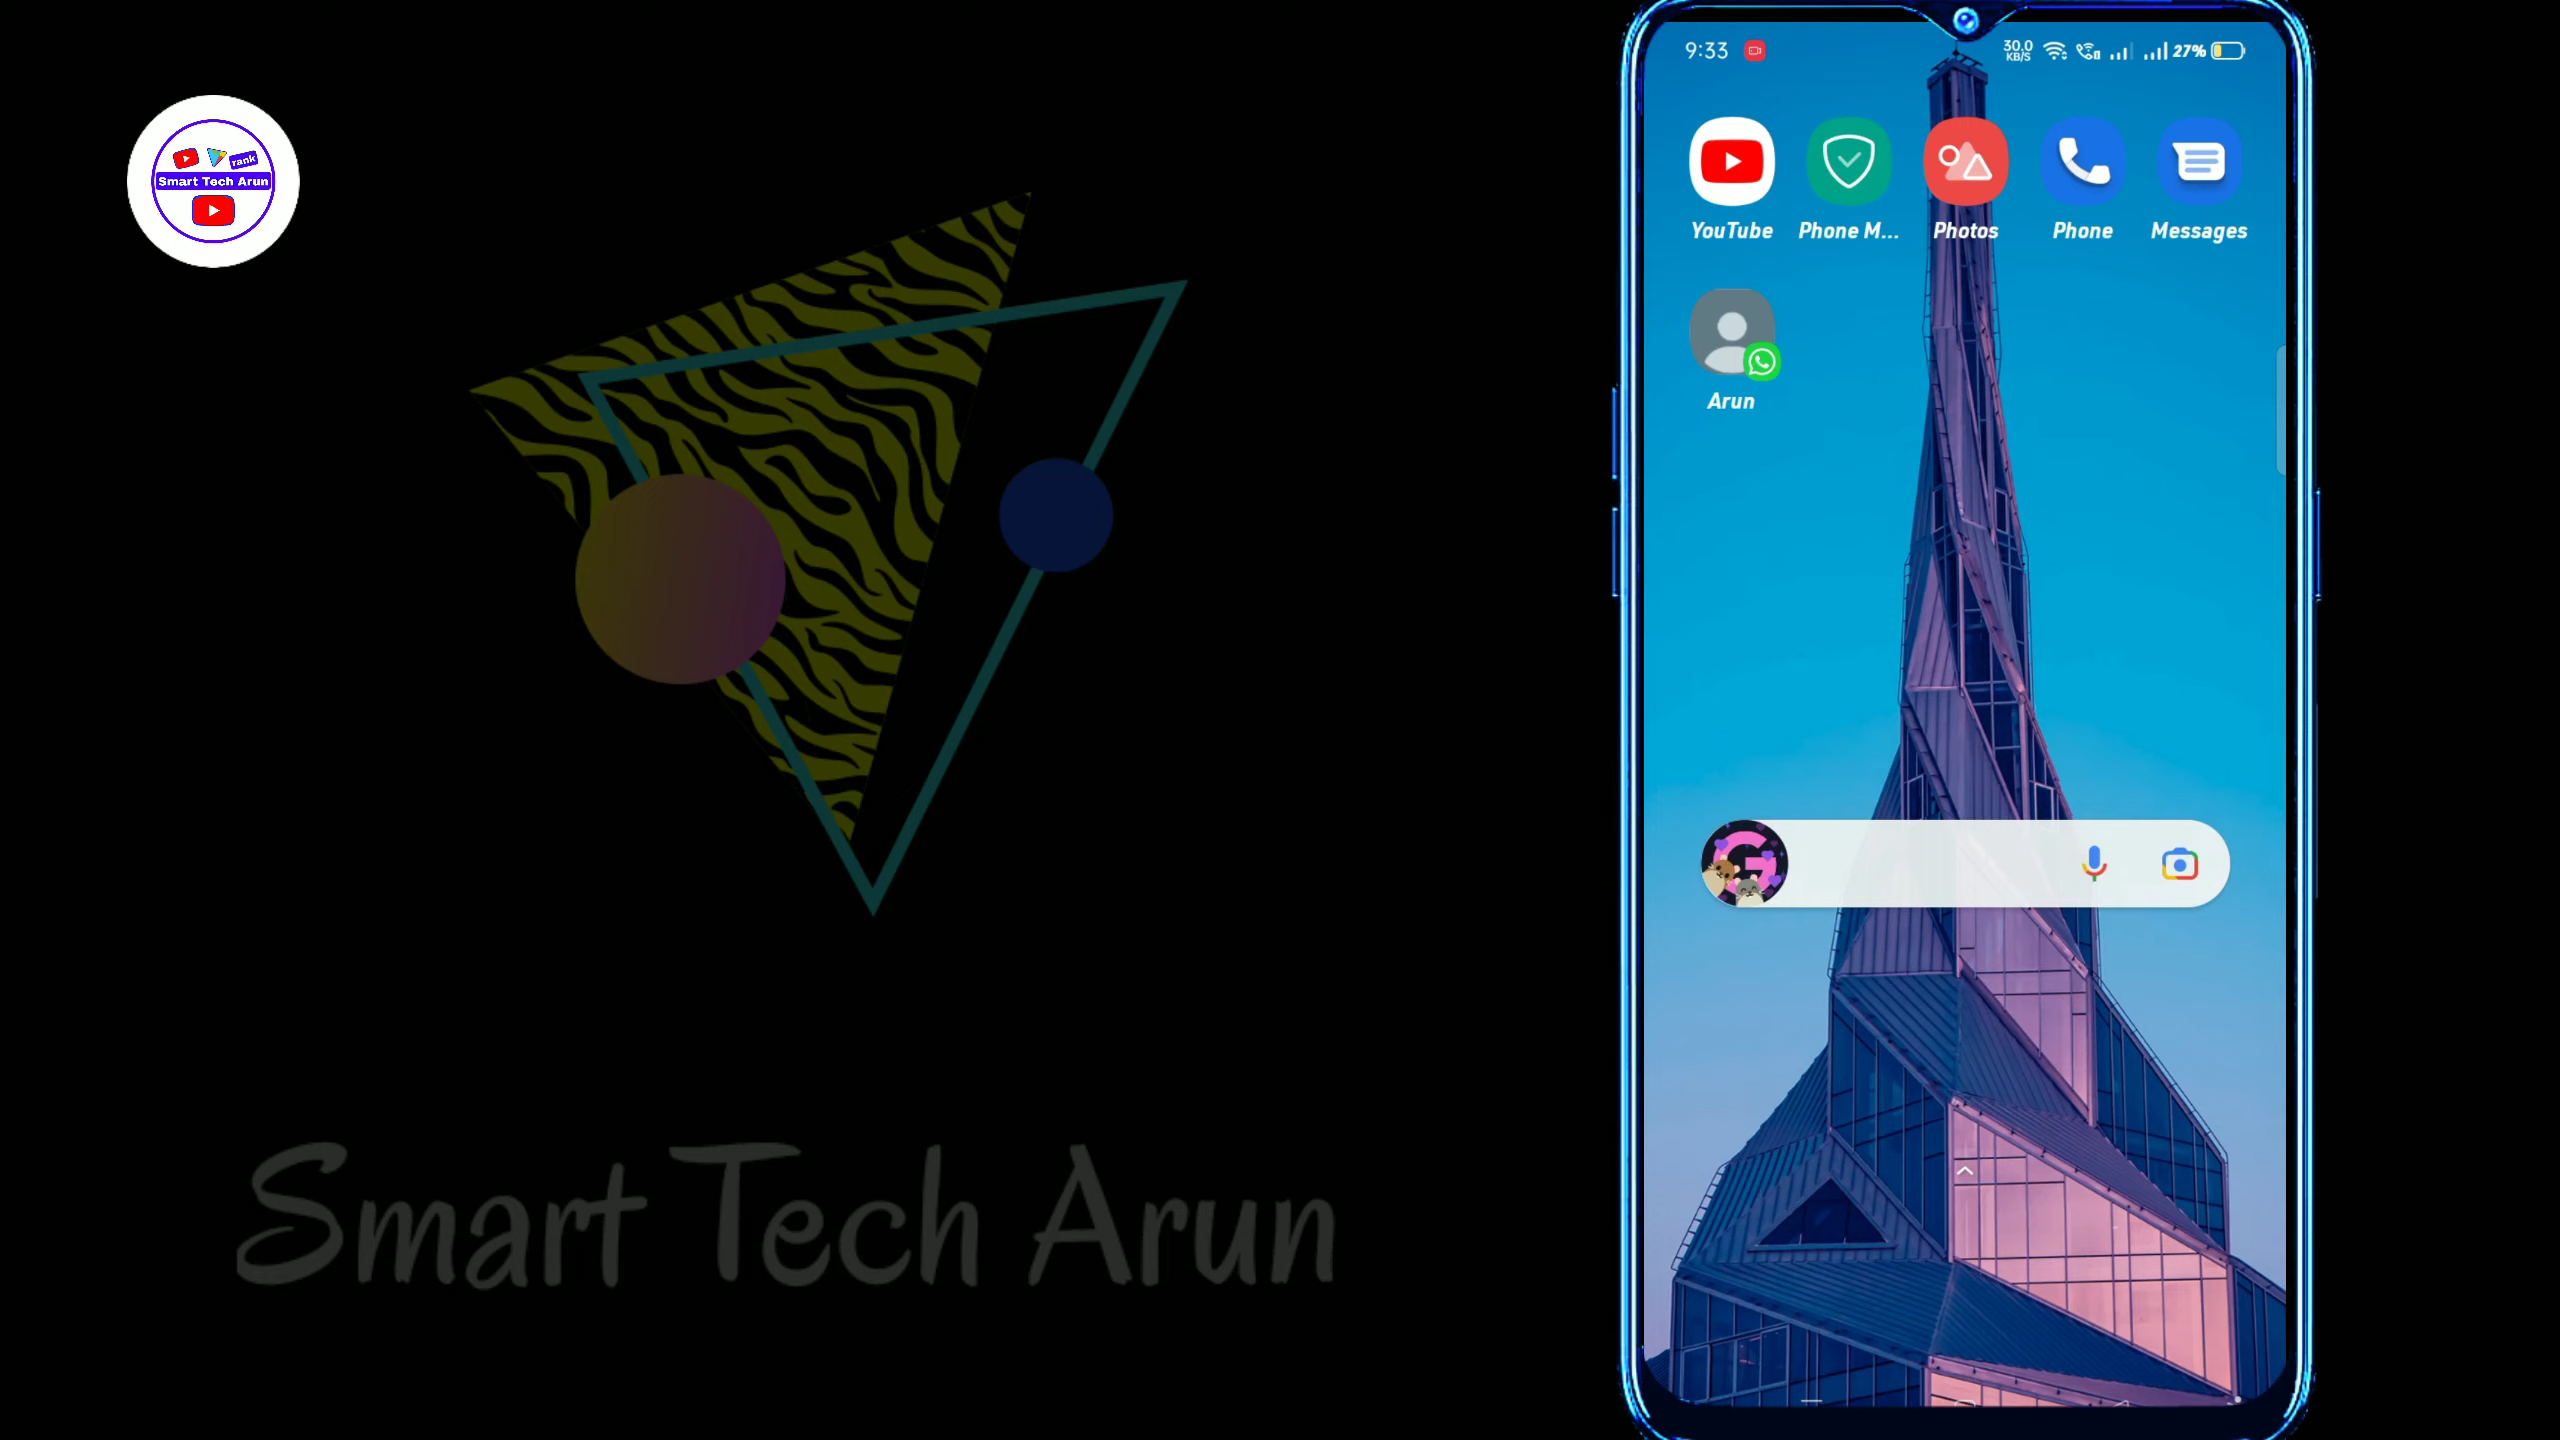 rank
Smart Tech Arun
Smart Tech Arun
9:33
30.0
KB/S
27%
YouTube
Phone M...
Photos
Phone
Messages
Arun